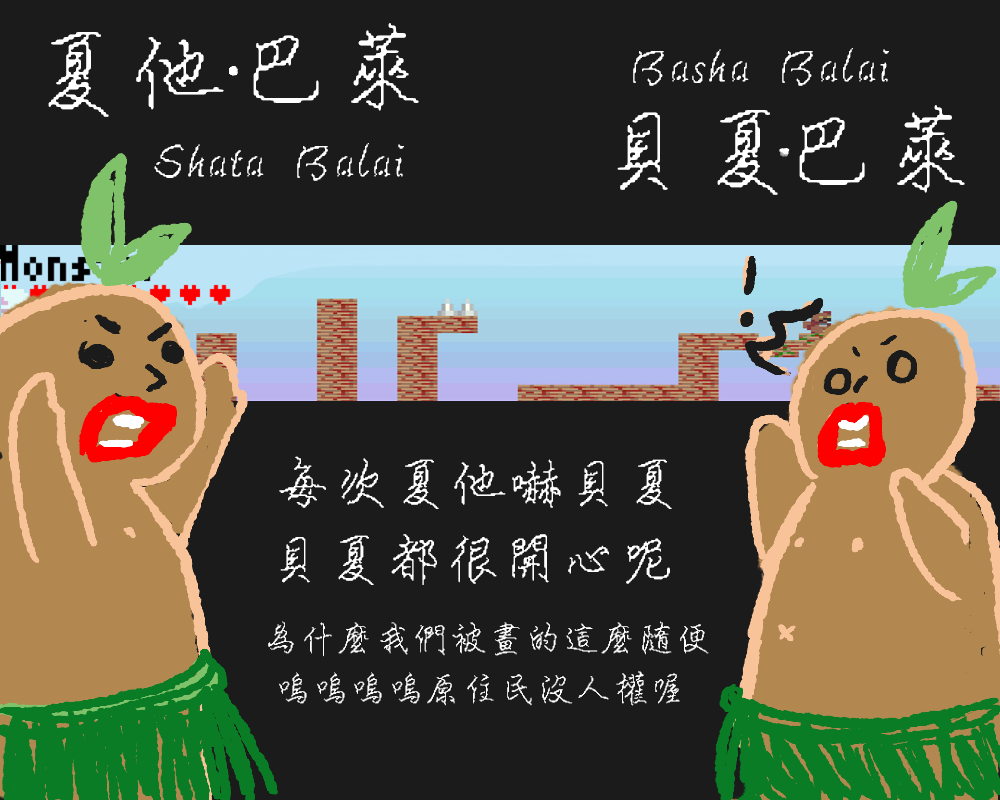 夏他·巴萊
Shata Balai
Basha Balai
貝夏·巴萊
每次夏他嚇貝夏
貝夏都很開心呢
為什麼我們被畫的這麼隨便
嗚嗚嗚嗚原住民沒人權喔